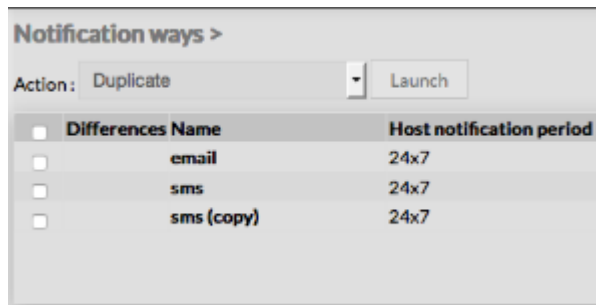 Notification ways >
Action : Duplicate Launch
Differences Name Host notification period
email 24x7
sms 24x7
sms (copy) 24x7